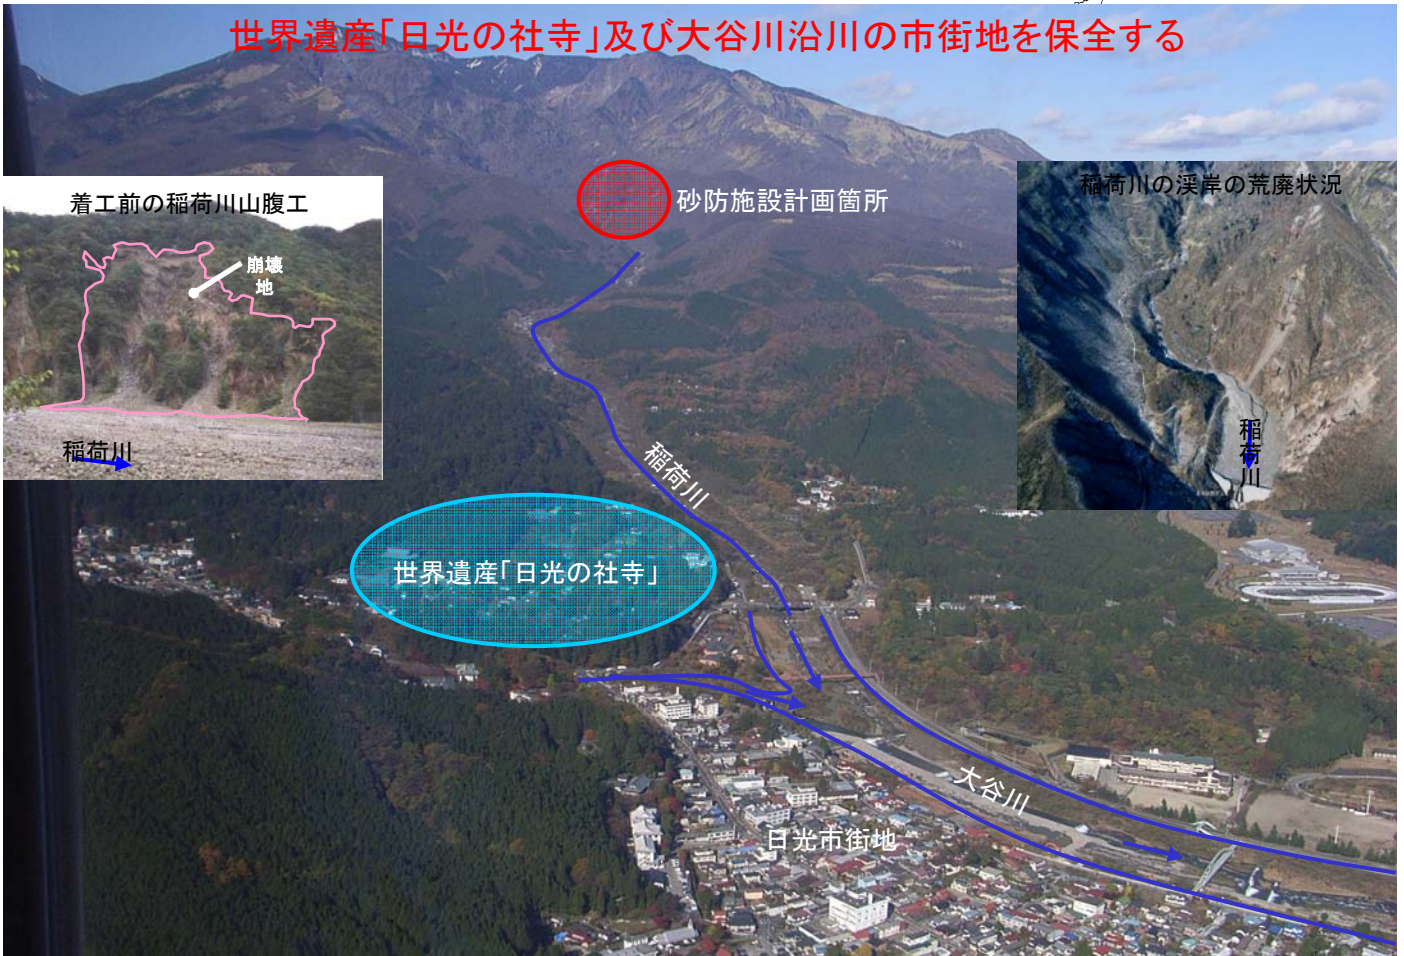 世界遺産「日光の社寺」及び大谷川沿川の市街地を保全する
着工前の稲荷川山腹工
崩壊
地
稲荷川
砂防施設計画箇所
稲荷川の渓岸の荒廃状況
稲荷川
稲荷川
世界遺産「日光の社寺」
大谷川
日光市街地